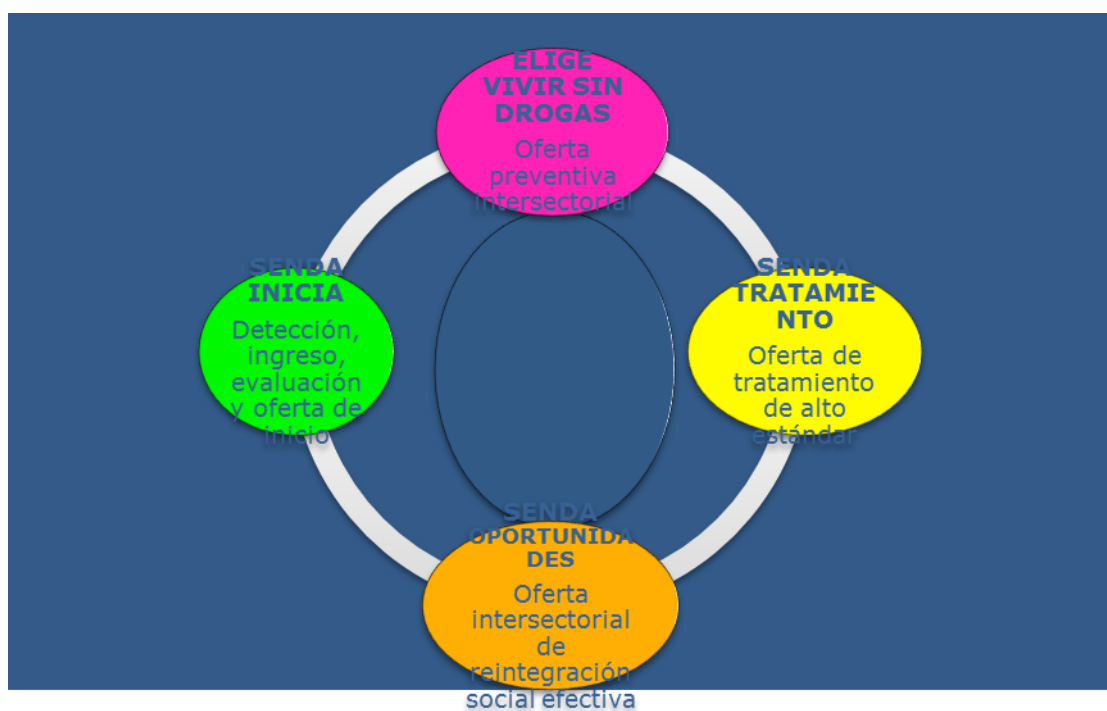 ELIGE
VIVIR SIN
DROGAS
Oferta
preventiva
intersectorial
SENDA
INICIA
Detección,
ingreso,
evaluación
y oferta de
inicio
SENDA
TRATAMIE
NTO
Oferta de
tratamiento
de alto
estándar
SENDA
OPORTUNIDA
DES
Oferta
intersectorial
de
reintegración
social efectiva